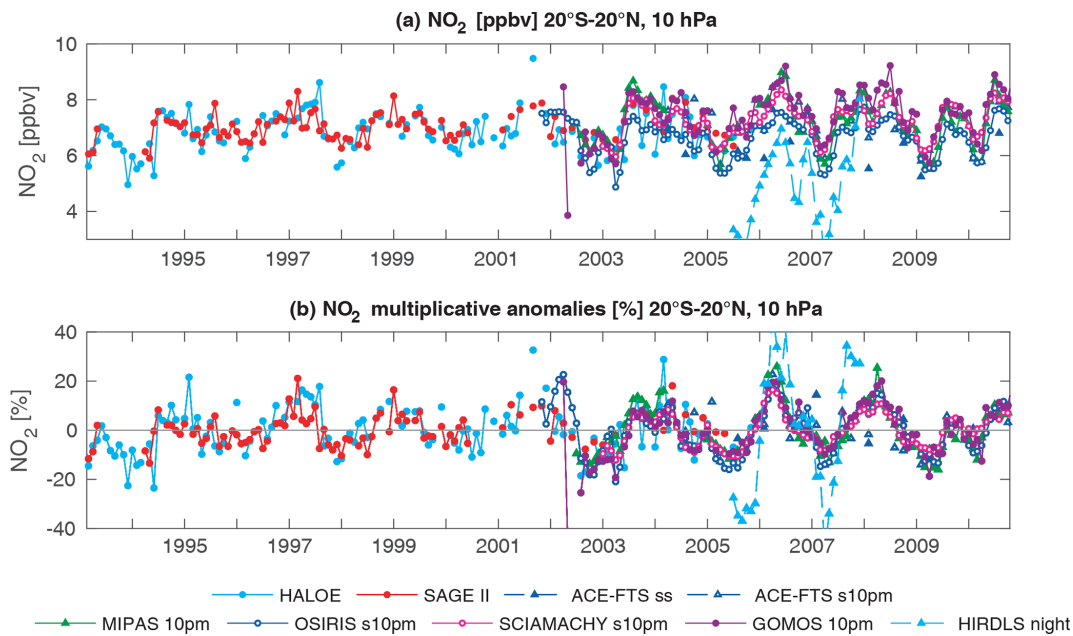 (a) NO2 [ppbv] 20°S-20°N, 10 hPa
10
8
6
4
NO2 [ppbv]
1995 1997 1999 2001 2003 2005 2007 2009
(b) NO2 multiplicative anomalies [%] 20°S-20°N, 10 hPa
40
20
0
-20
-40
NO2 [%]
1995 1997 1999 2001 2003 2005 2007 2009
HALOE SAGE II ACE-FTS ss ACE-FTS s10pm
MIPAS 10pm OSIRIS s10pm SCIAMACHY s10pm GOMOS 10pm HIRDLS night